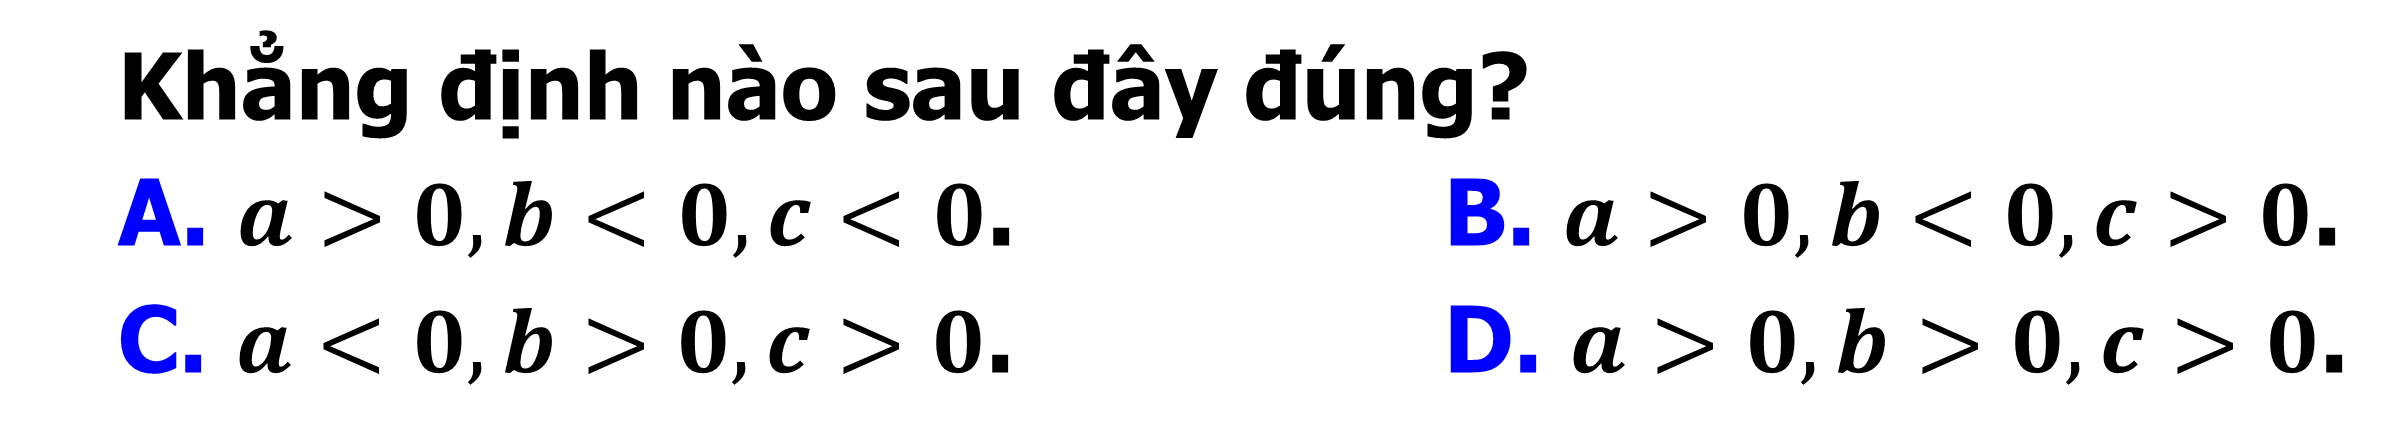 Khẳng định nào sau đây đúng?
A. a > 0, b < 0, c < 0. B. a > 0, b < 0, c > 0.
C. a < 0, b > 0, c > 0. D. a > 0, b > 0, c > 0.